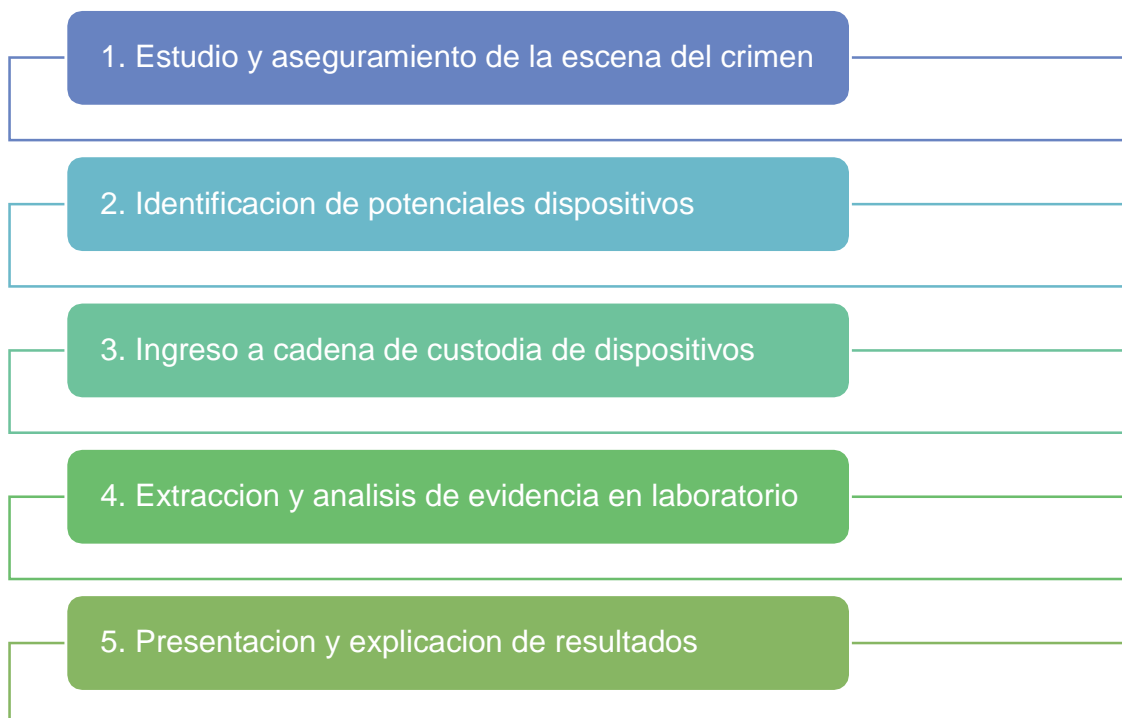 1. Estudio y aseguramiento de la escena del crimen
2. Identificacion de potenciales dispositivos
3. Ingreso a cadena de custodia de dispositivos
4. Extraccion y analisis de evidencia en laboratorio
5. Presentacion y explicacion de resultados